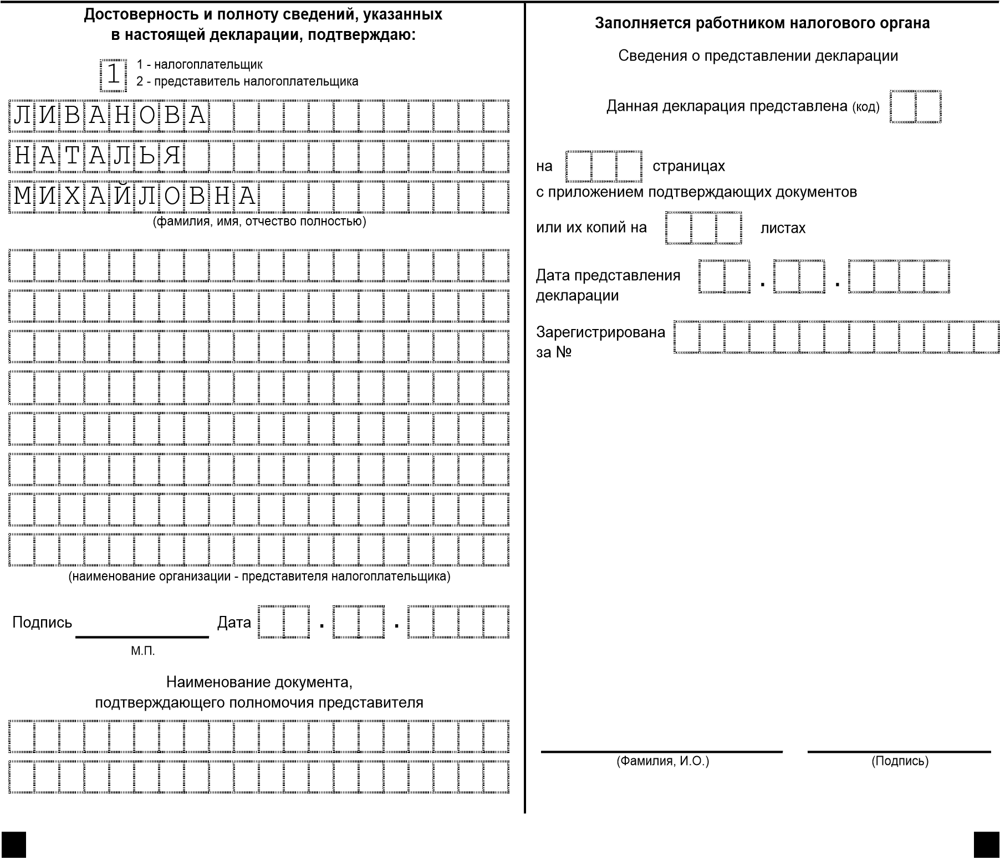 Достоверность и полноту сведений, указанных
в настоящей декларации, подтверждаю:
1
1 - налогоплательщик
2 - представитель налогоплательщика
ЛИВАНОВА
НАТАЛЬЯ
МИХАЙЛОВНА
(фамилия, имя, отчество полностью)
(наименование организации - представителя налогоплательщика)
Подпись Дата . .
М.П.
Наименование документа,
подтверждающего полномочия представителя
Заполняется работником налогового органа
Сведения о представлении декларации
Данная декларация представлена (код)
на страницах
с приложением подтверждающих документов
или их копий на листах
Дата представления
декларации . .
Зарегистрирована
за №
(Фамилия, И.О.) (Подпись)